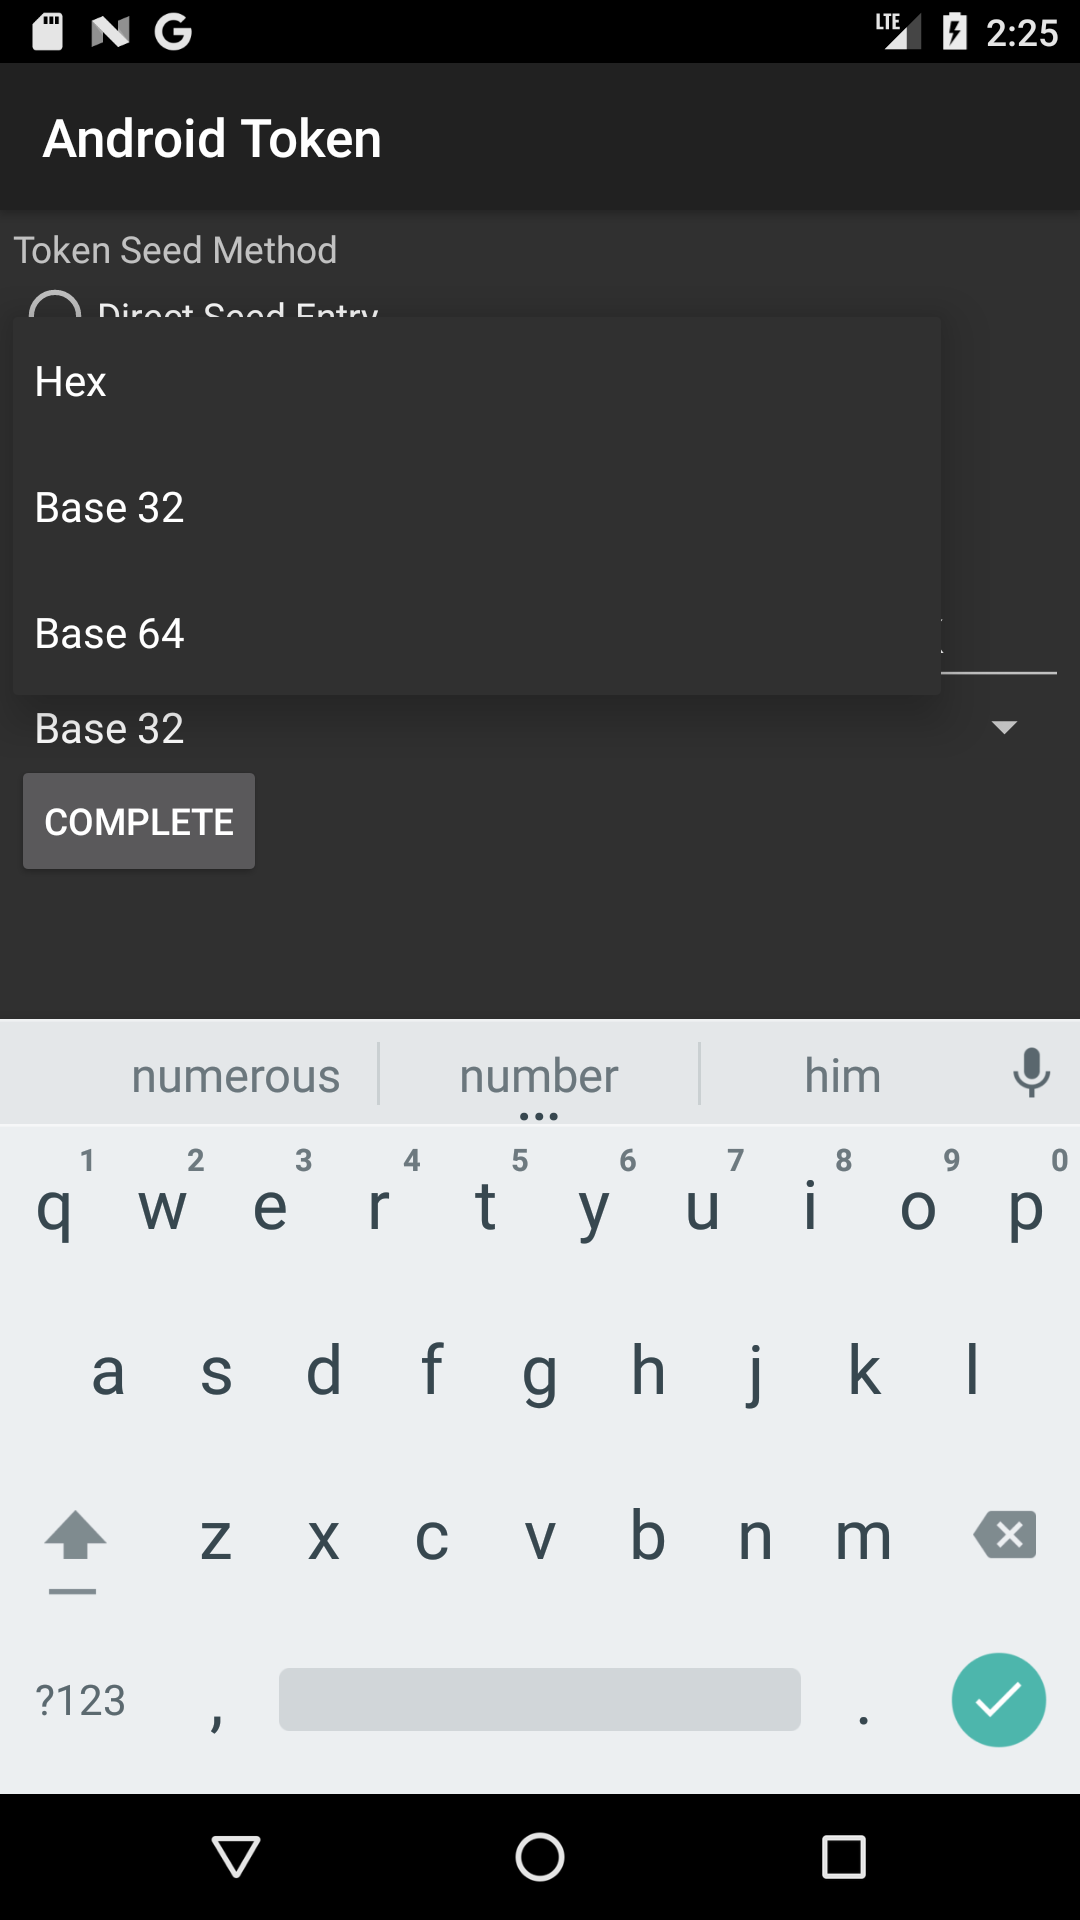 LTE 2:25
Android Token
Token Seed Method
Direct Seed Entry
Hex
Base 32
Base 64
Base 32
COMPLETE
numerous number him
1 2 3 4 5 6 7 8 9 0
q w e r t y u i o p
a s d f g h j k l
z x c v b n m
?123 , .